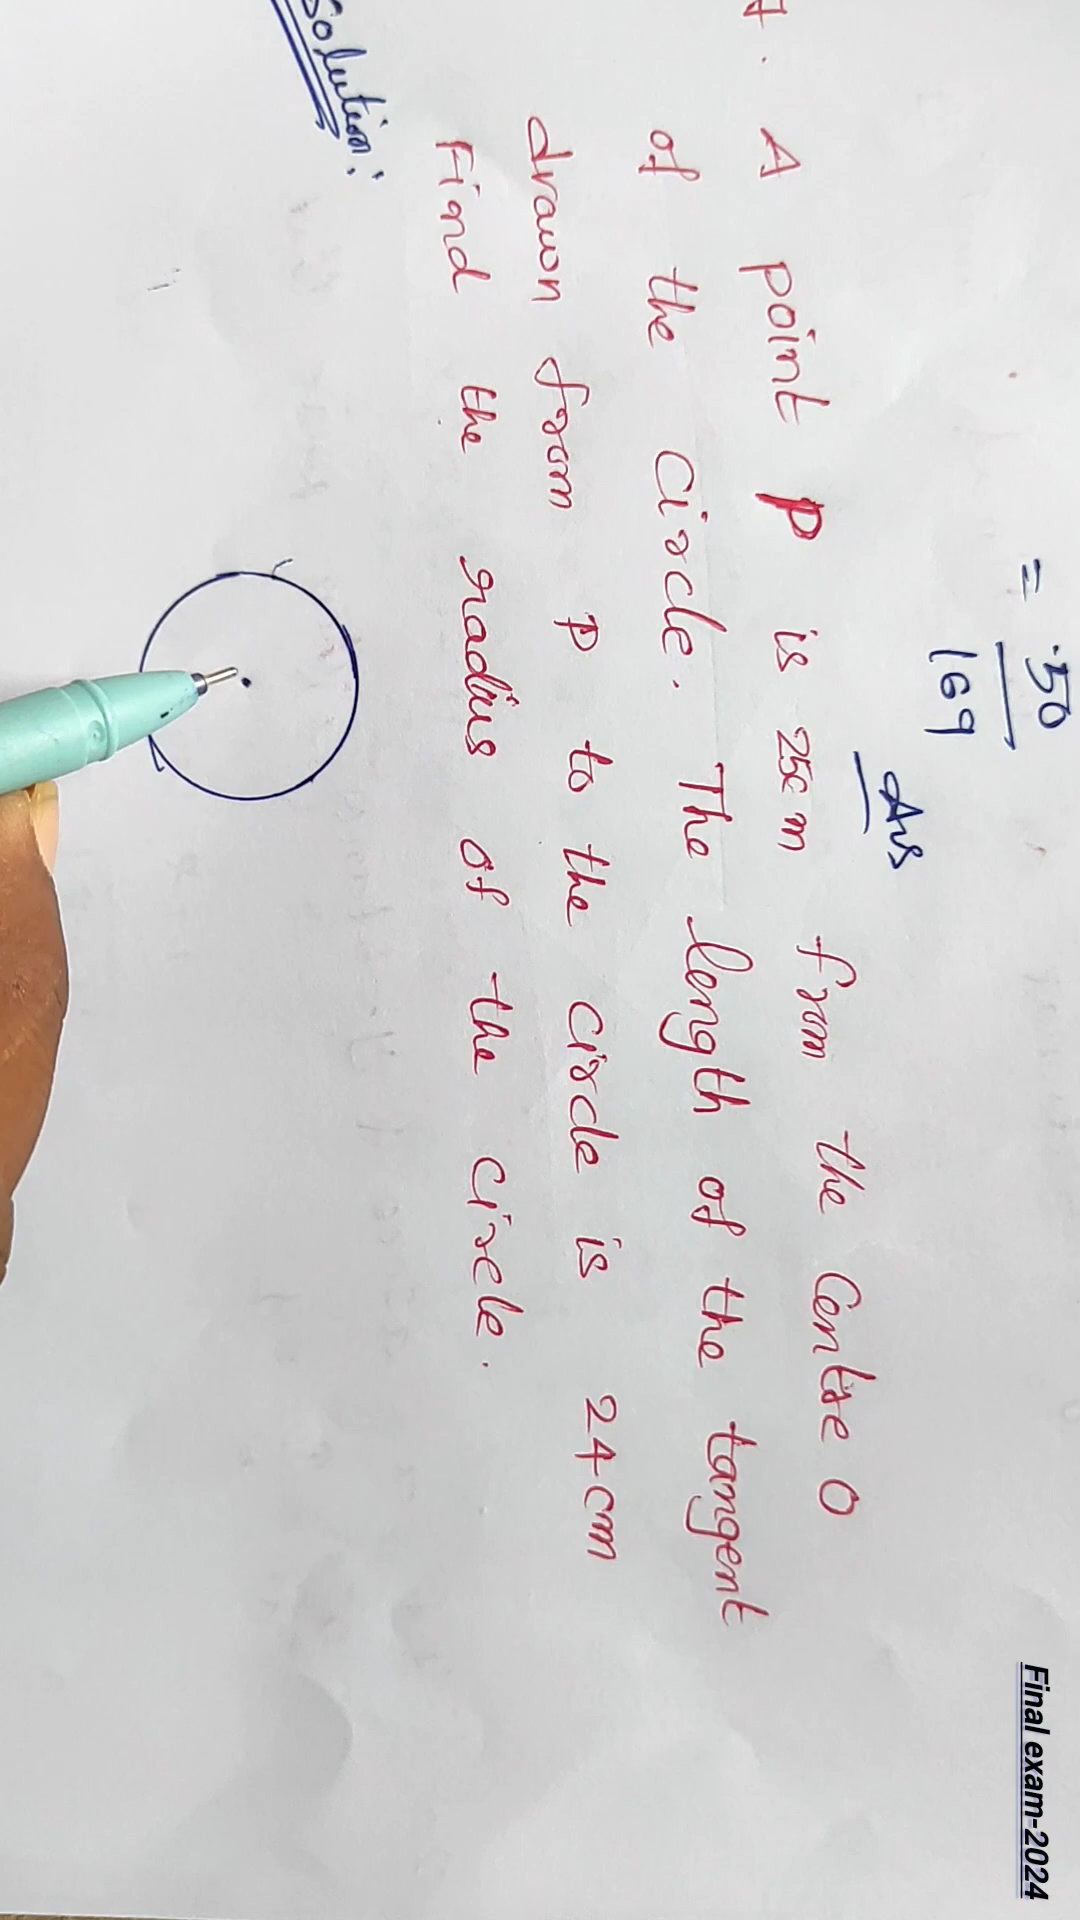 Final exam-2024
= 50
169
Ans
7. A point P is 25cm from the Centre O
of the Circle. The length of the tangent
drawn from P to the circle is 24cm
Find the radius of the circle.
Solution: